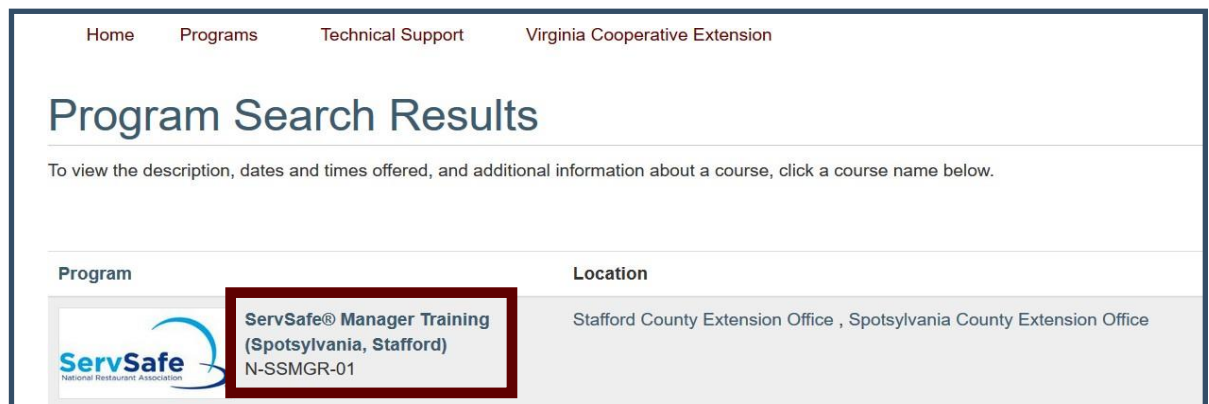 Home Programs Technical Support Virginia Cooperative Extension
Program Search Results
To view the description, dates and times offered, and additional information about a course, click a course name below.
Program Location
ServSafe
National Restaurant Association
ServSafe® Manager Training
(Spotsylvania, Stafford)
N-SSMGR-01
Stafford County Extension Office , Spotsylvania County Extension Office